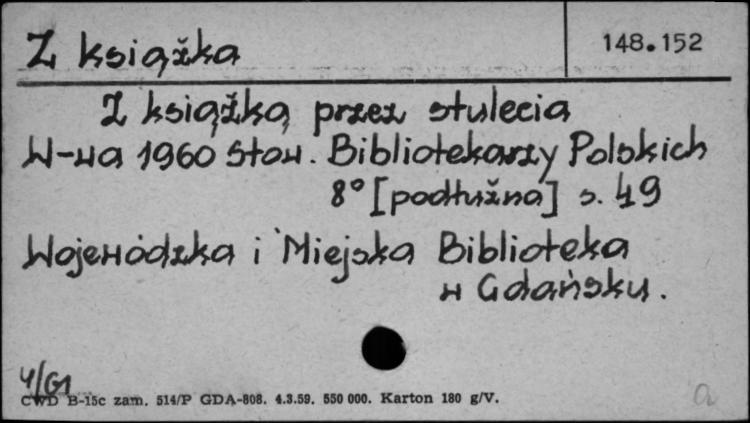 Z książka
148.152
Z książką przez stulecia
W-wa 1960 Stow. Bibliotekarzy Polskich
8° [podłużna] s. 49
Wojewódzka i Miejska Biblioteka
w Gdańsku.
4/61
CWD B-15c zam. 514/P GDA-808. 4.3.59. 550 000. Karton 180 g/V.
a